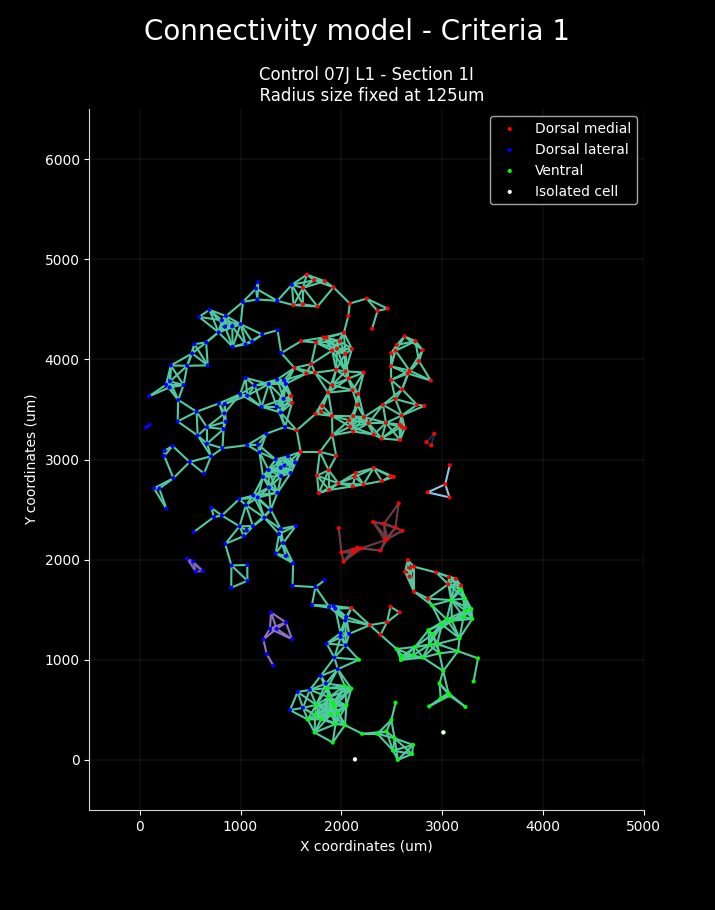 Connectivity model - Criteria 1
Control 07J L1 - Section 1I
Radius size fixed at 125um
Dorsal medial
Dorsal lateral
Ventral
Isolated cell
6000
5000
4000
3000
2000
1000
0
Y coordinates (um)
0 1000 2000 3000 4000 5000
X coordinates (um)